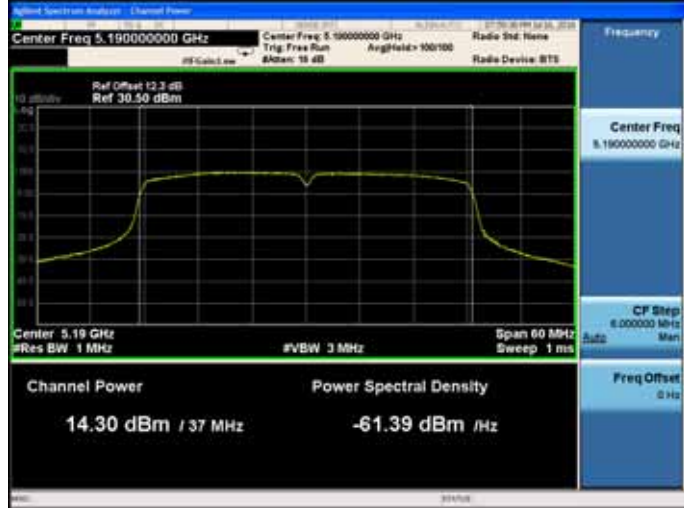 Agilent Spectrum Analyzer - Channel Power
Center Freq 5.190000000 GHz
Center Freq: 5.190000000 GHz
Trig: Free Run
Avg|Hold:> 100/100
#IFGain:Low
#Atten: 16 dB
Radio Std: None
Radio Device: BTS
Ref Offset 12.3 dB
10 dB/div
Ref 30.50 dBm
Log
Center 5.19 GHz
Span 60 MHz
#Res BW 1 MHz
#VBW 3 MHz
Sweep 1 ms
Channel Power
Power Spectral Density
14.30 dBm / 37 MHz
-61.39 dBm /Hz
Frequency
Center Freq
5.190000000 GHz
CF Step
6.000000 MHz
Auto Man
Freq Offset
0 Hz
MSG
STATUS